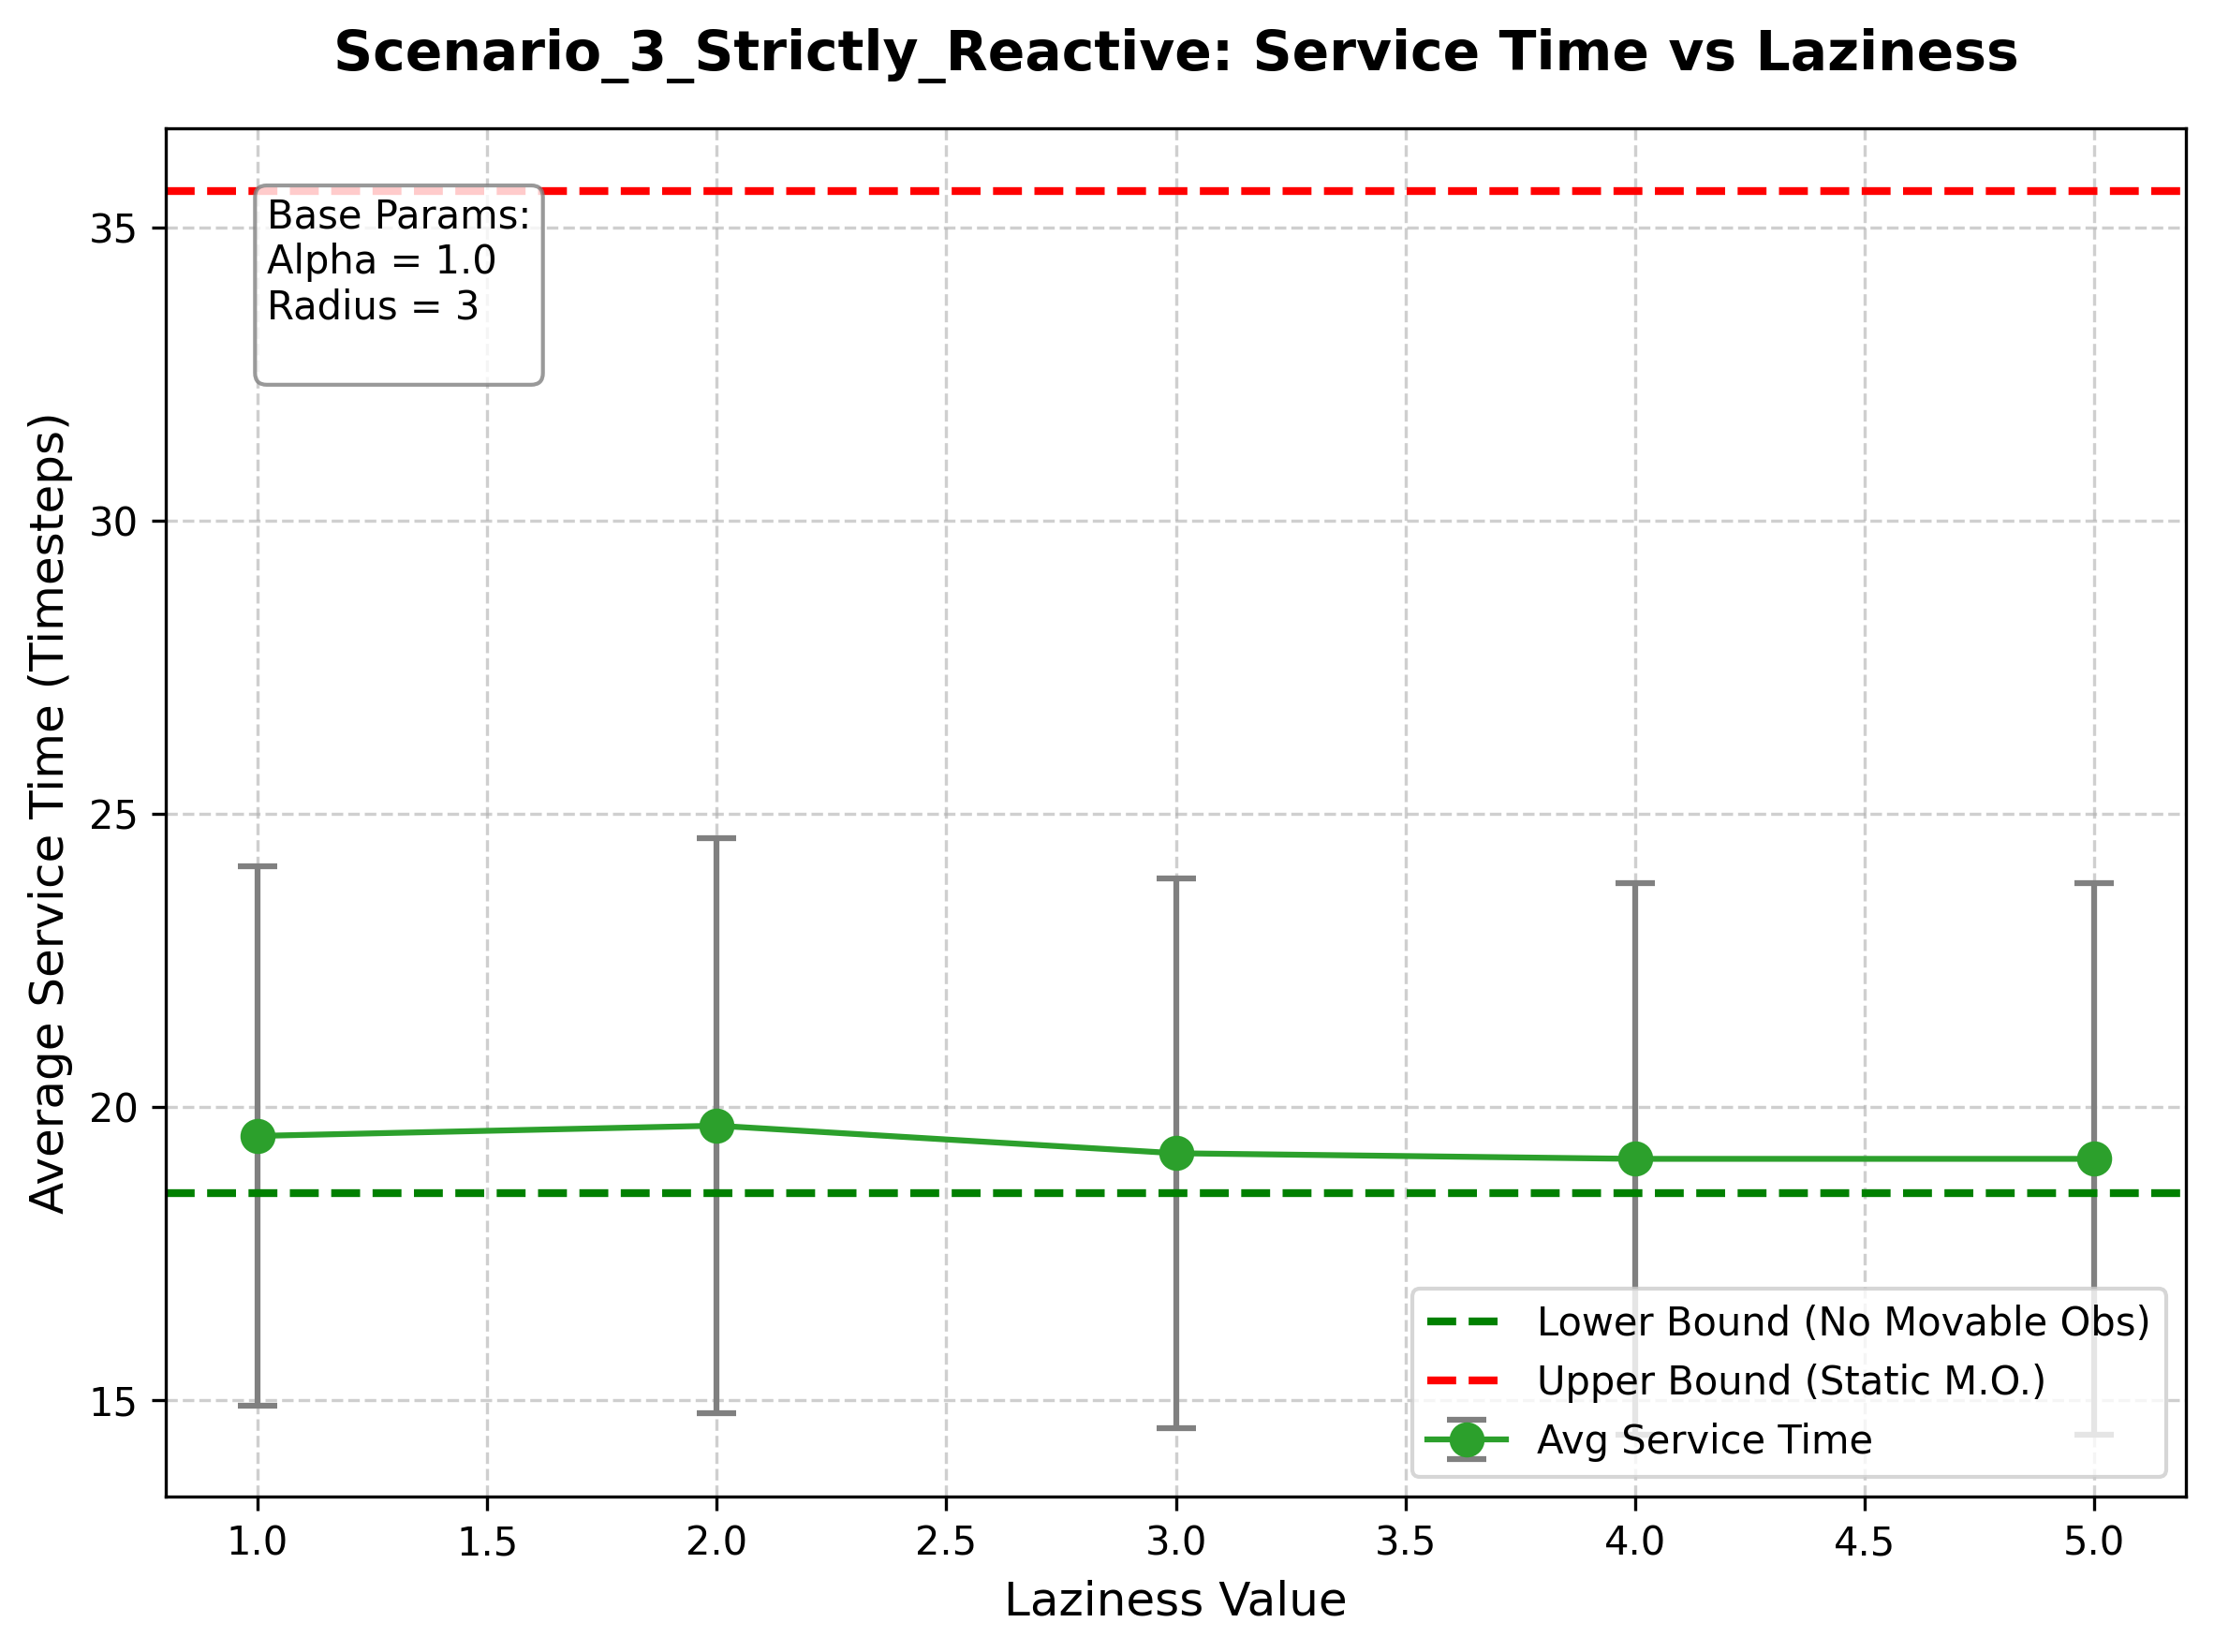 Scenario_3_Strictly_Reactive: Service Time vs Laziness
Base Params:
Alpha = 1.0
Radius = 3
Average Service Time (Timesteps)
35
30
25
20
15
Lower Bound (No Movable Obs)
Upper Bound (Static M.O.)
Avg Service Time
1.0 1.5 2.0 2.5 3.0 3.5 4.0 4.5 5.0
Laziness Value